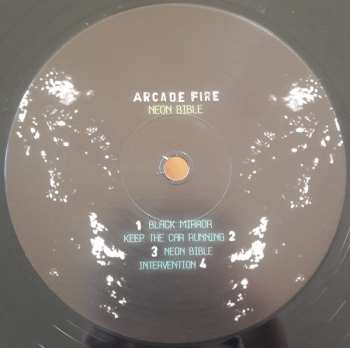 ARCADE FIRE
NEON BIBLE
1 BLACK MIRROR
KEEP THE CAR RUNNING 2
3 NEON BIBLE
INTERVENTION 4